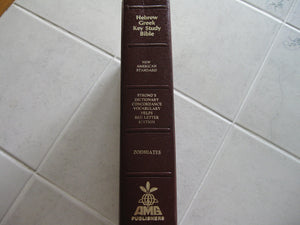 Hebrew
Greek
Key Study
Bible
NEW
AMERICAN
STANDARD
STRONG'S
DICTIONARY
CONCORDANCE
VOCABULARY
HELPS
RED LETTER
EDITION
ZODHIATES
AMG
PUBLISHERS